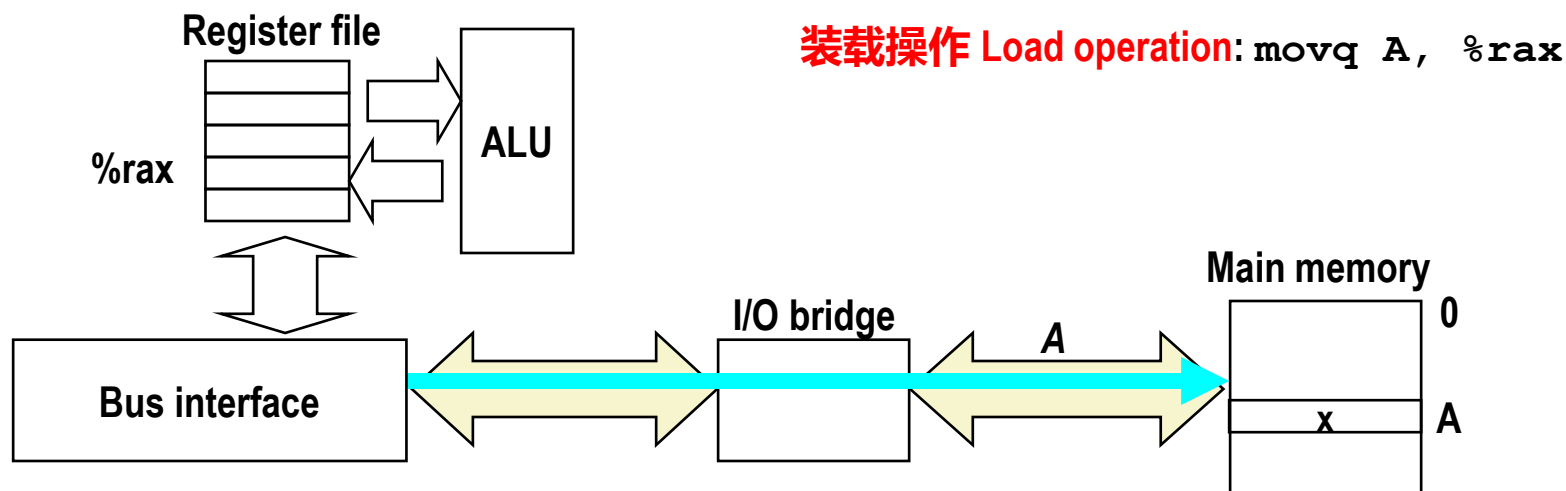 Register file
装载操作 Load operation: movq A, %rax
ALU
%rax
Main memory
0
I/O bridge
A
Bus interface
x
A